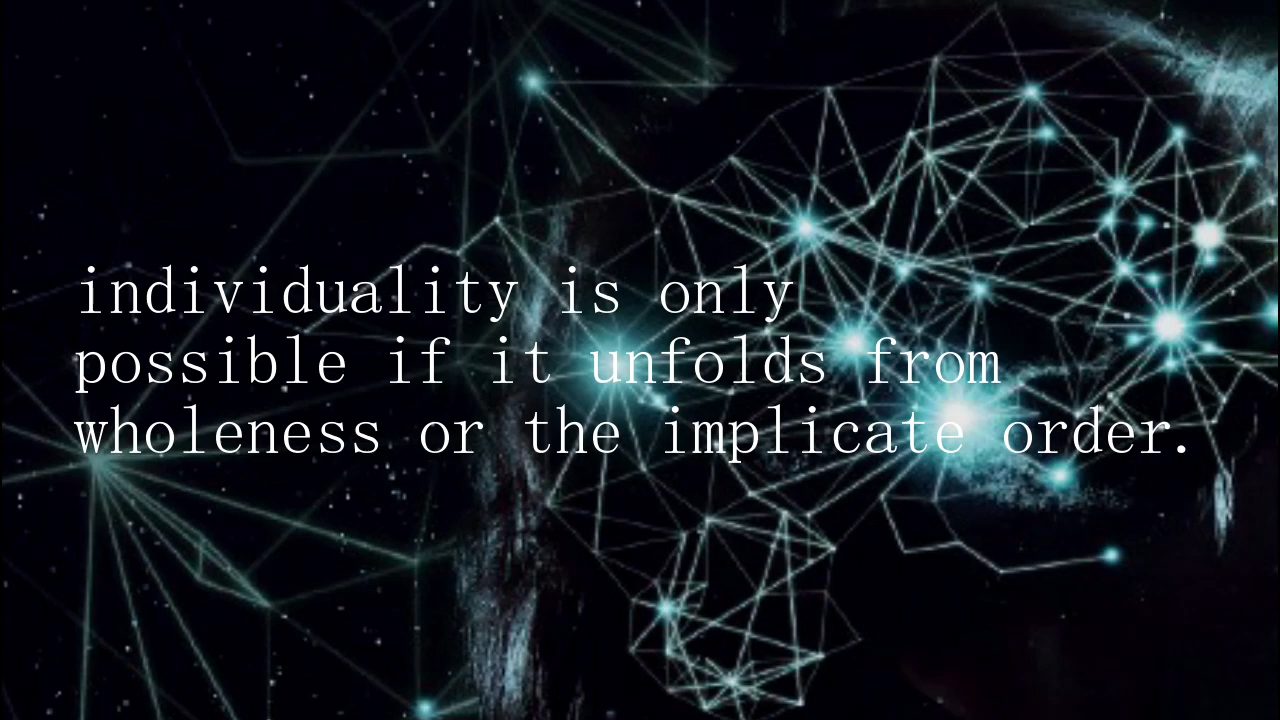 individuality is only
possible if it unfolds from
wholeness or the implicate order.